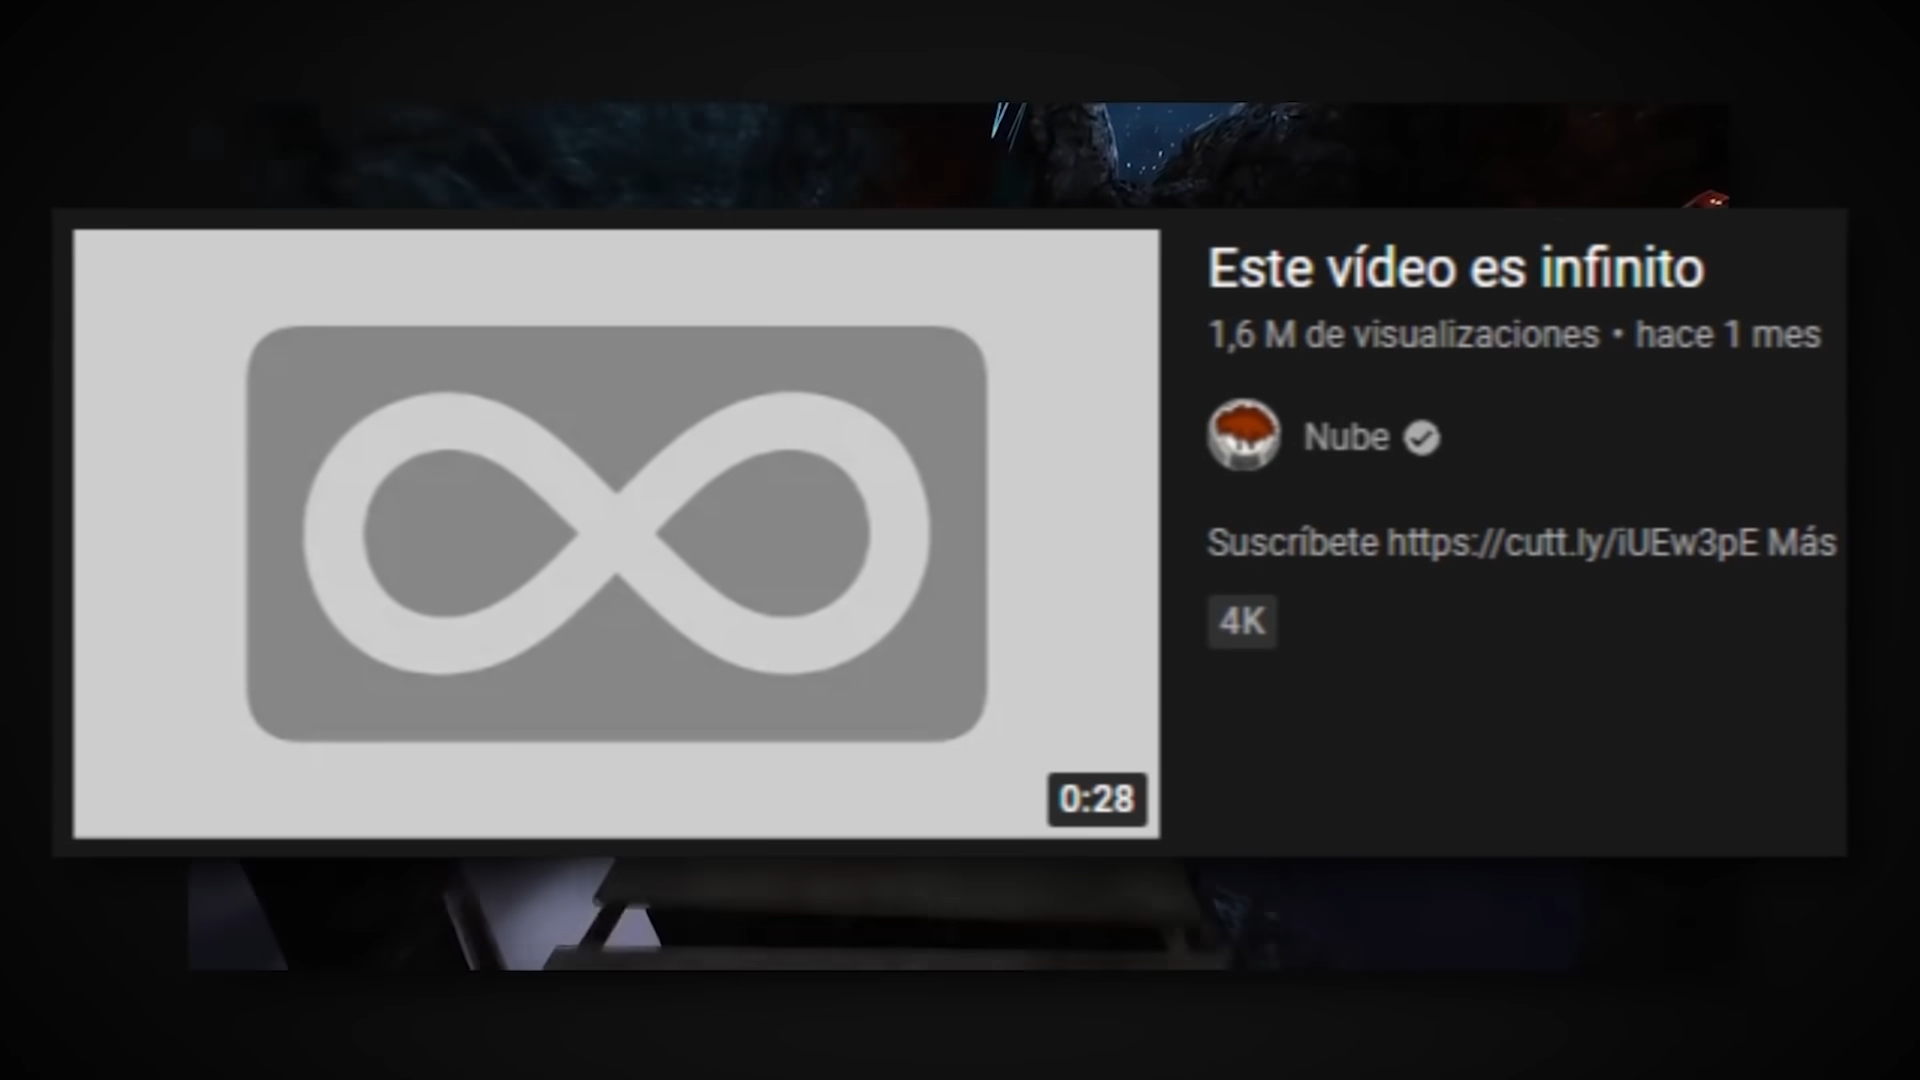 Este vídeo es infinito
1,6 M de visualizaciones • hace 1 mes
Nube
Suscríbete https://cutt.ly/iUEw3pE Más
4K
0:28